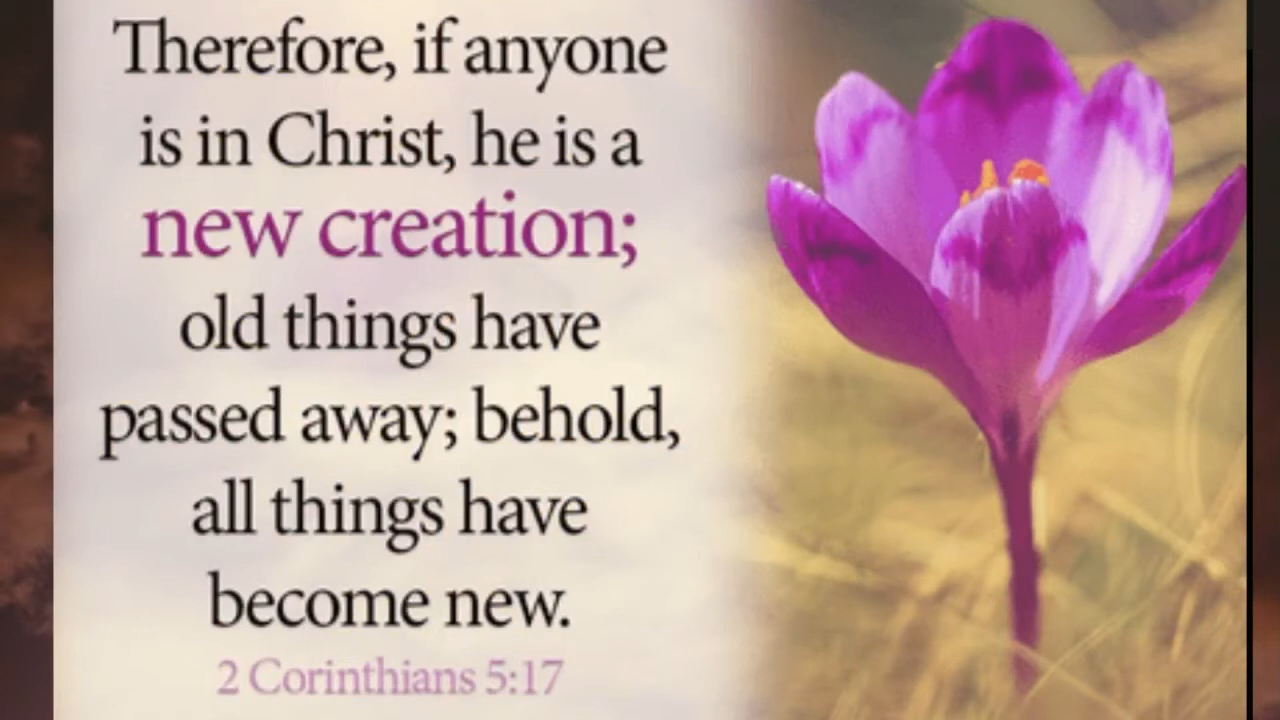 Therefore, if anyone
is in Christ, he is a
new creation;
old things have
passed away; behold,
all things have
become new.
2 Corinthians 5:17